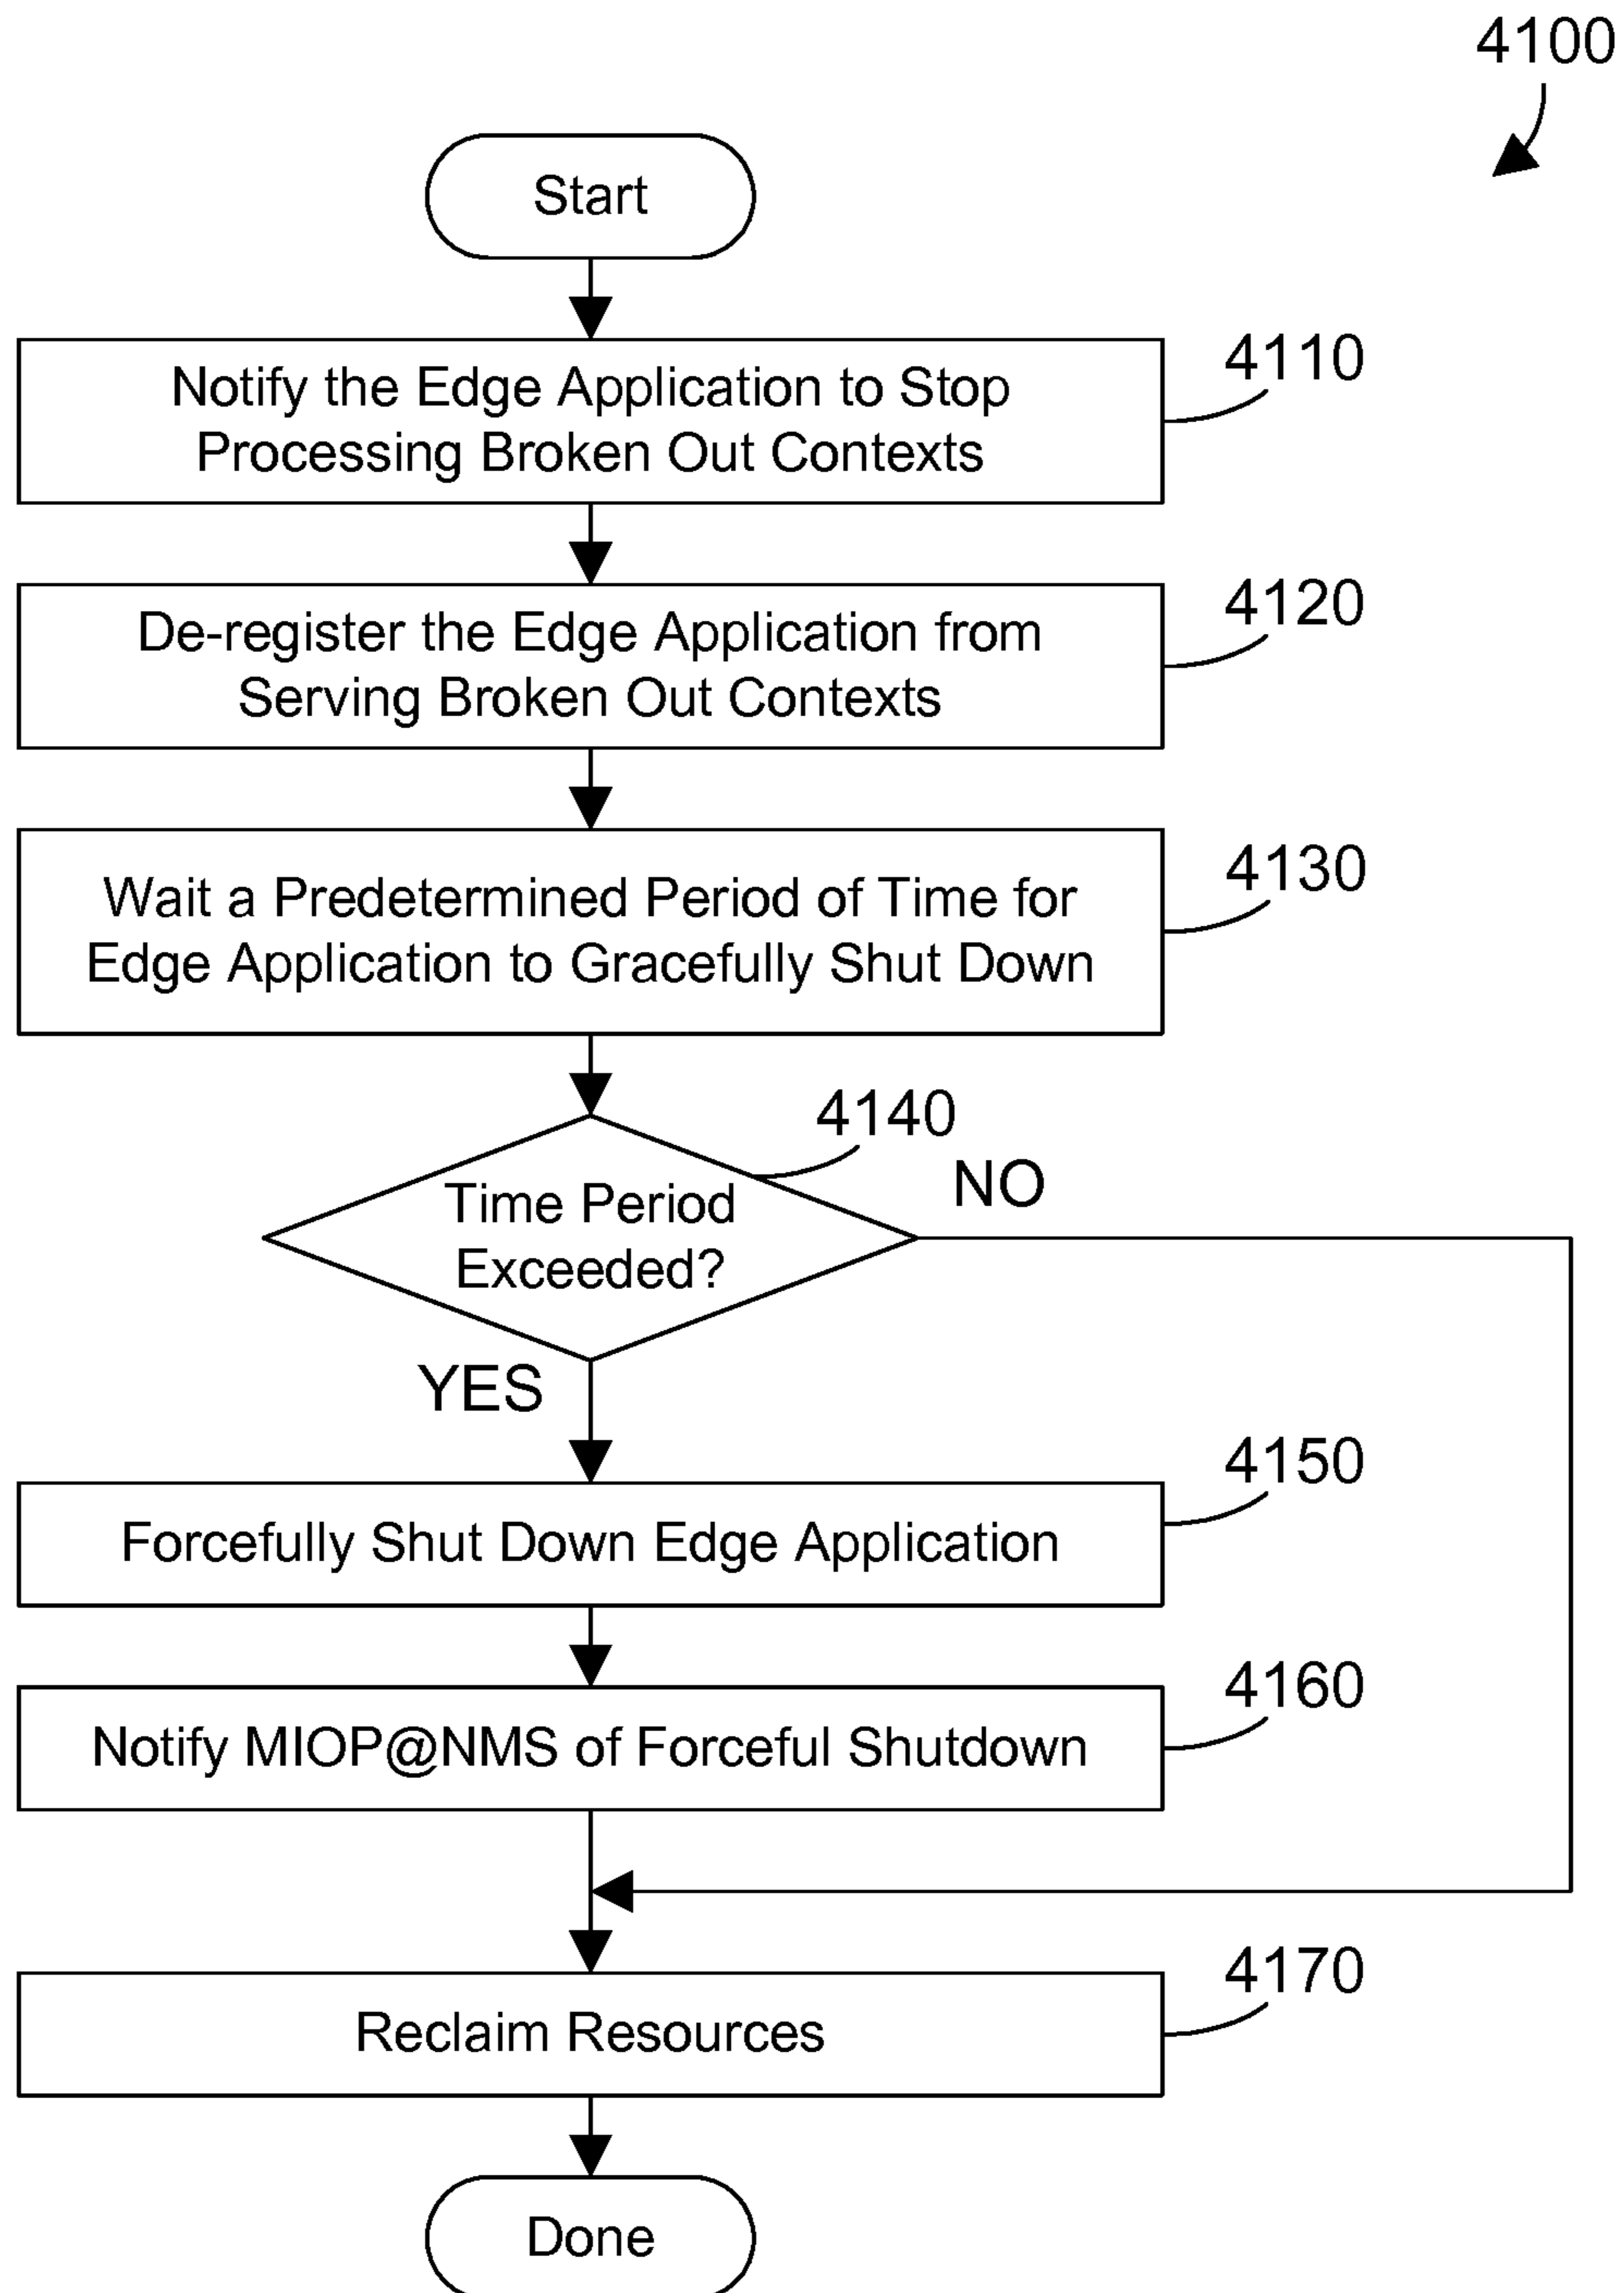 4100
Start
4110
Notify the Edge Application to Stop
Processing Broken Out Contexts
4120
De-register the Edge Application from
Serving Broken Out Contexts
4130
Wait a Predetermined Period of Time for
Edge Application to Gracefully Shut Down
4140
NO
Time Period
Exceeded?
YES
4150
Forcefully Shut Down Edge Application
4160
Notify MIOP@NMS of Forceful Shutdown
4170
Reclaim Resources
Done